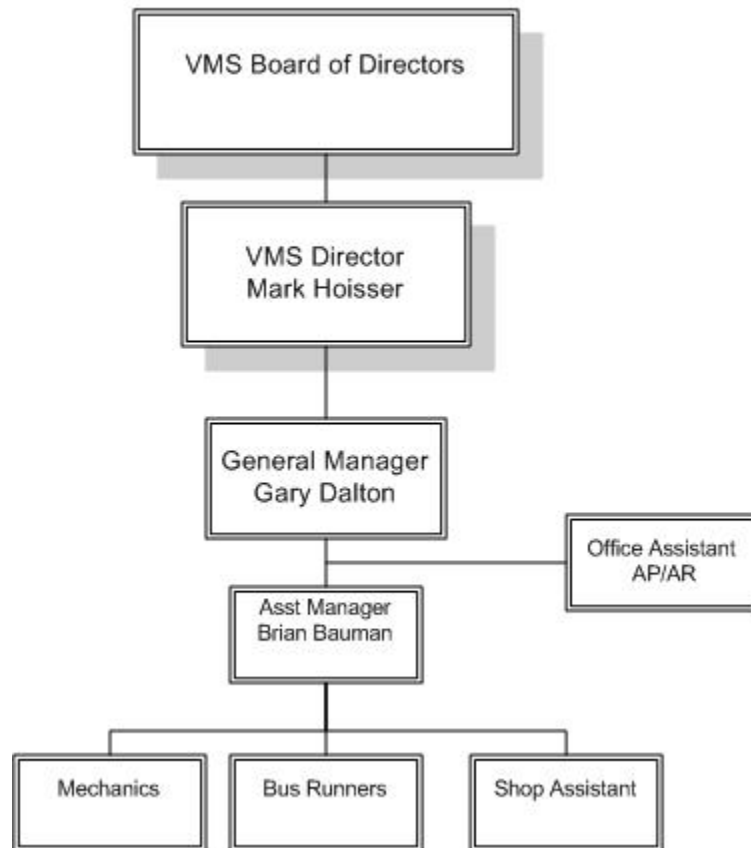 VMS Board of Directors
VMS Director
Mark Hoisser
General Manager
Gary Dalton
Office Assistant
AP/AR
Asst Manager
Brian Bauman
Mechanics
Bus Runners
Shop Assistant